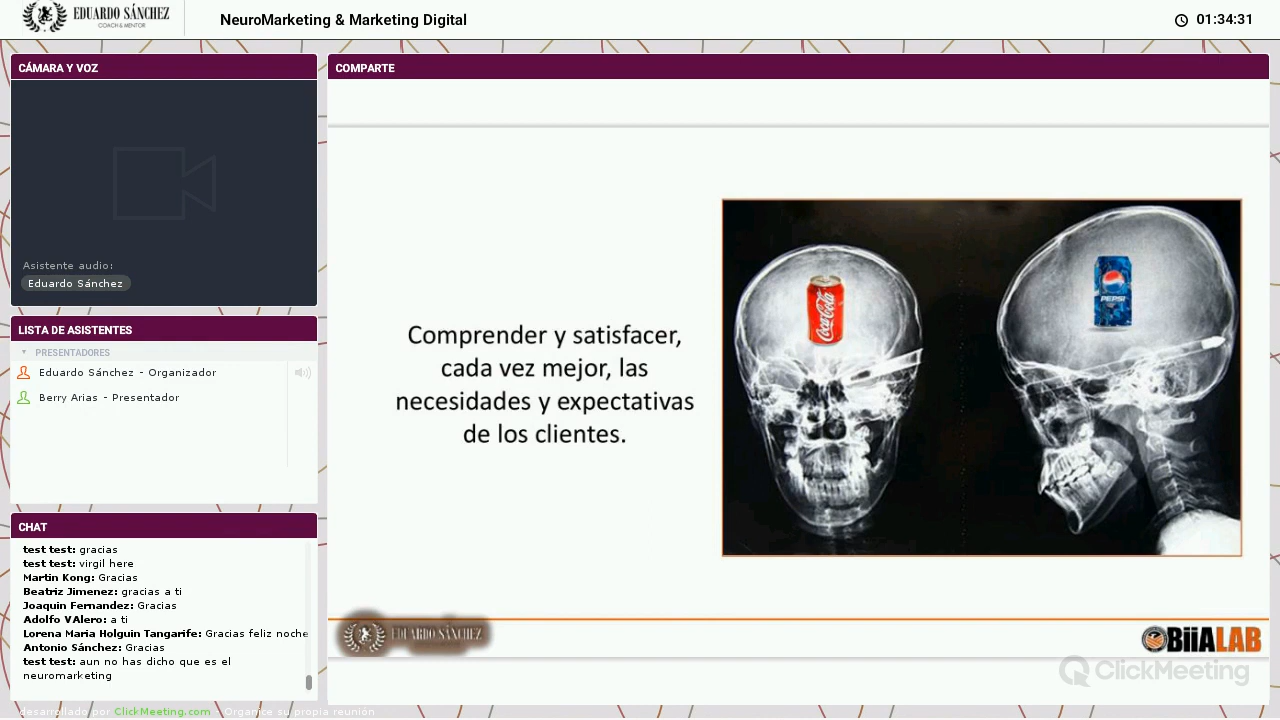 EDUARDO SÁNCHEZ
COACH & MENTOR
NeuroMarketing & Marketing Digital
01:34:31
CÁMARA Y VOZ
Asistente audio:
Eduardo Sánchez
LISTA DE ASISTENTES
PRESENTADORES
Eduardo Sánchez - Organizador
Berry Arias - Presentador
CHAT
test test: gracias
test test: virgil here
Martin Kong: Gracias
Beatriz Jimenez: gracias a ti
Joaquin Fernandez: Gracias
Adolfo VAlero: a ti
Lorena Maria Holguin Tangarife: Gracias feliz noche
Antonio Sánchez: Gracias
test test: aun no has dicho que es el
neuromarketing
desarrollado por ClickMeeting.com - Organice su propia reunión
COMPARTE
Comprender y satisfacer,
cada vez mejor, las
necesidades y expectativas
de los clientes.
Coca-Cola
PEPSI
EDUARDO SÁNCHEZ
BiiALAB
ClickMeeting